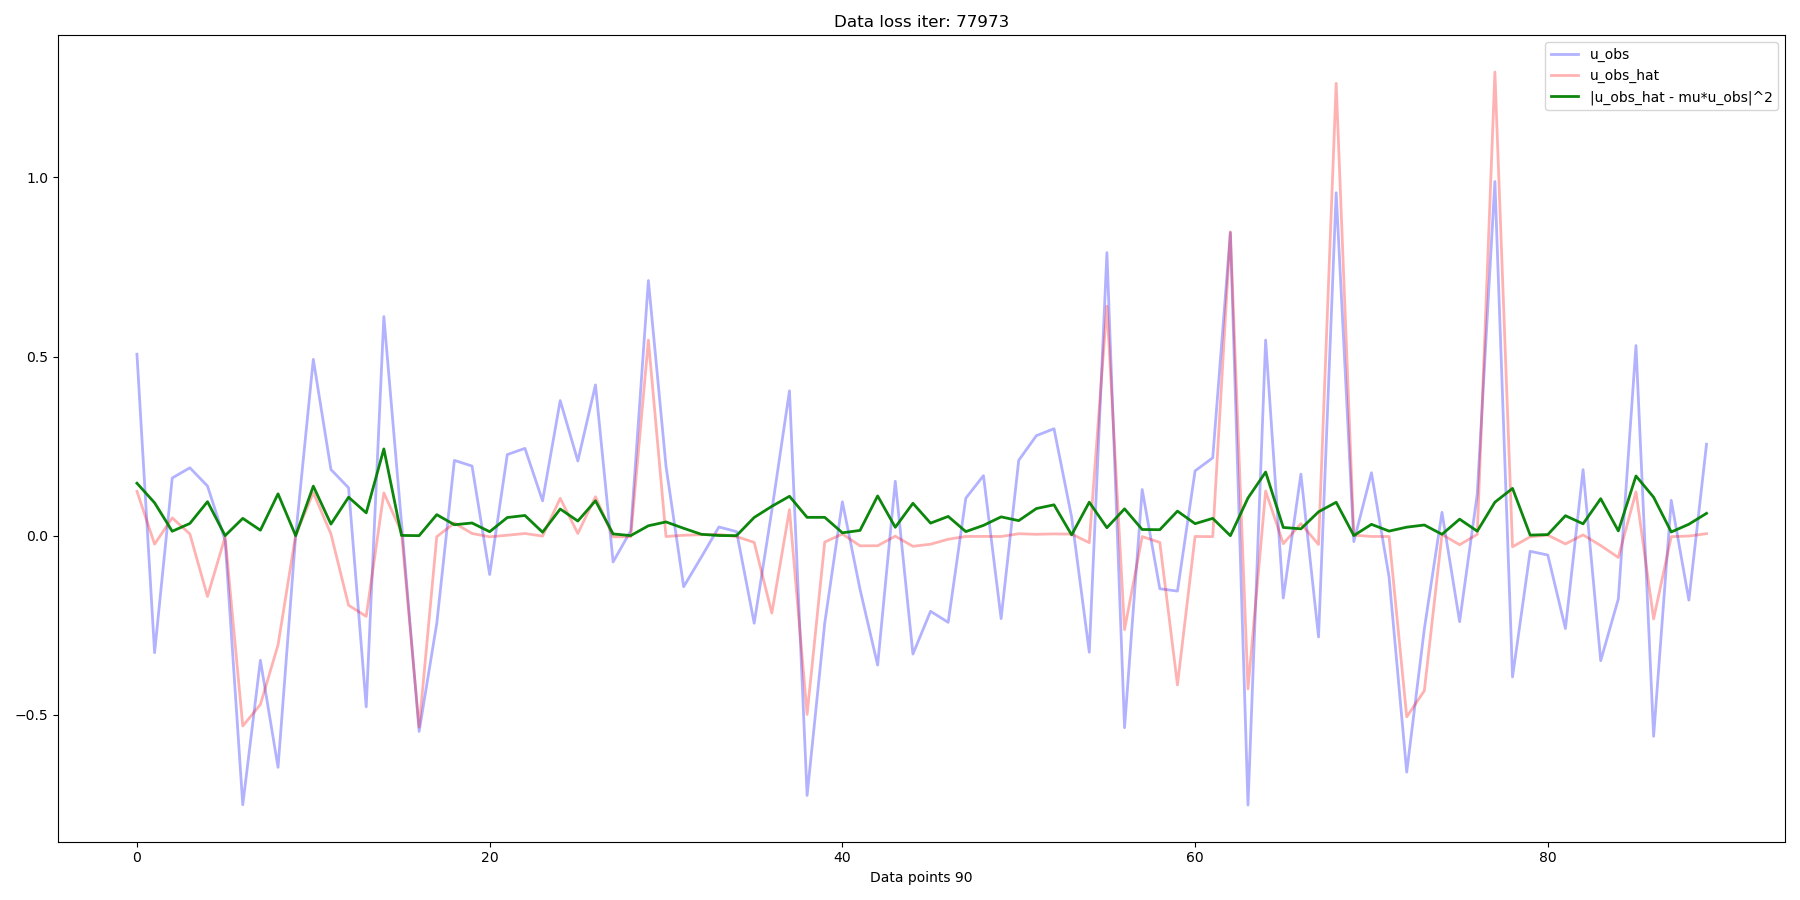 Data loss iter: 77973
u_obs
u_obs_hat
|u_obs_hat - mu*u_obs|^2
1.0
0.5
0.0
−0.5
0 20 40 60 80
Data points 90